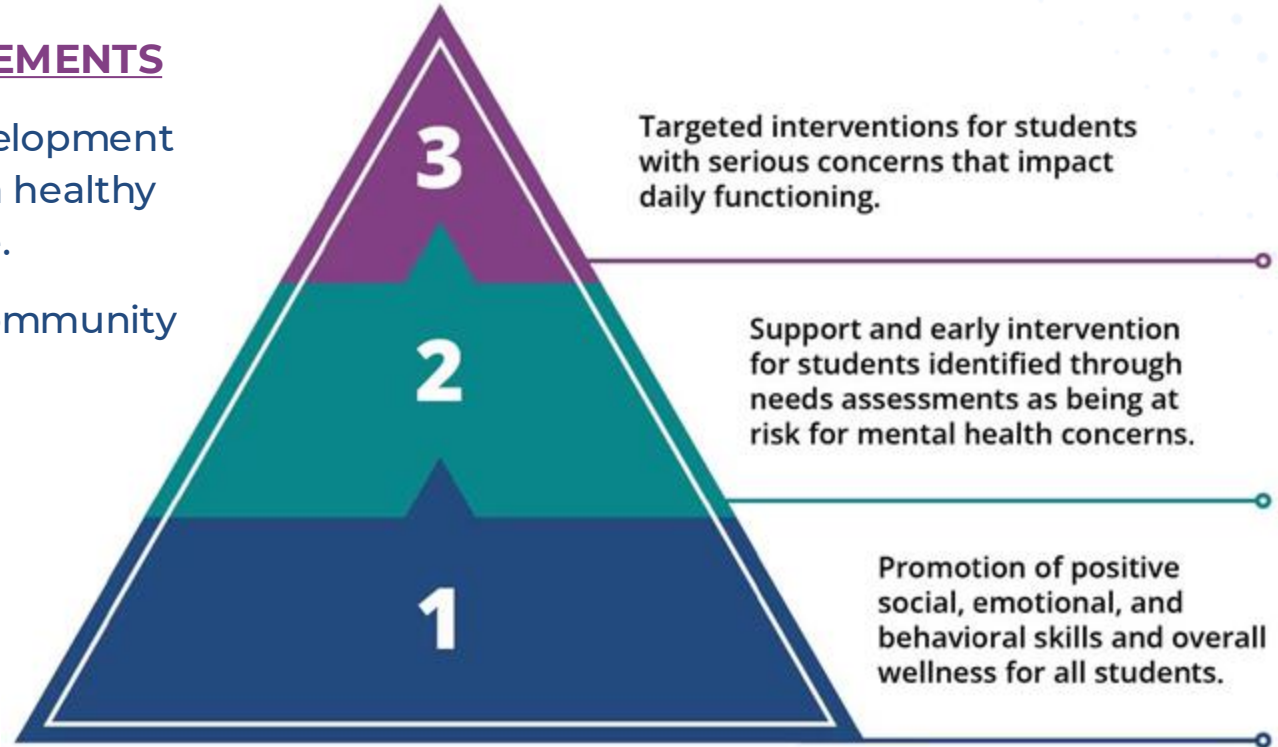 EMENTS
elopment
healthy
.
mmunity
3
Targeted interventions for students
with serious concerns that impact
daily functioning.
2
Support and early intervention
for students identified through
needs assessments as being at
risk for mental health concerns.
1
Promotion of positive
social, emotional, and
behavioral skills and overall
wellness for all students.